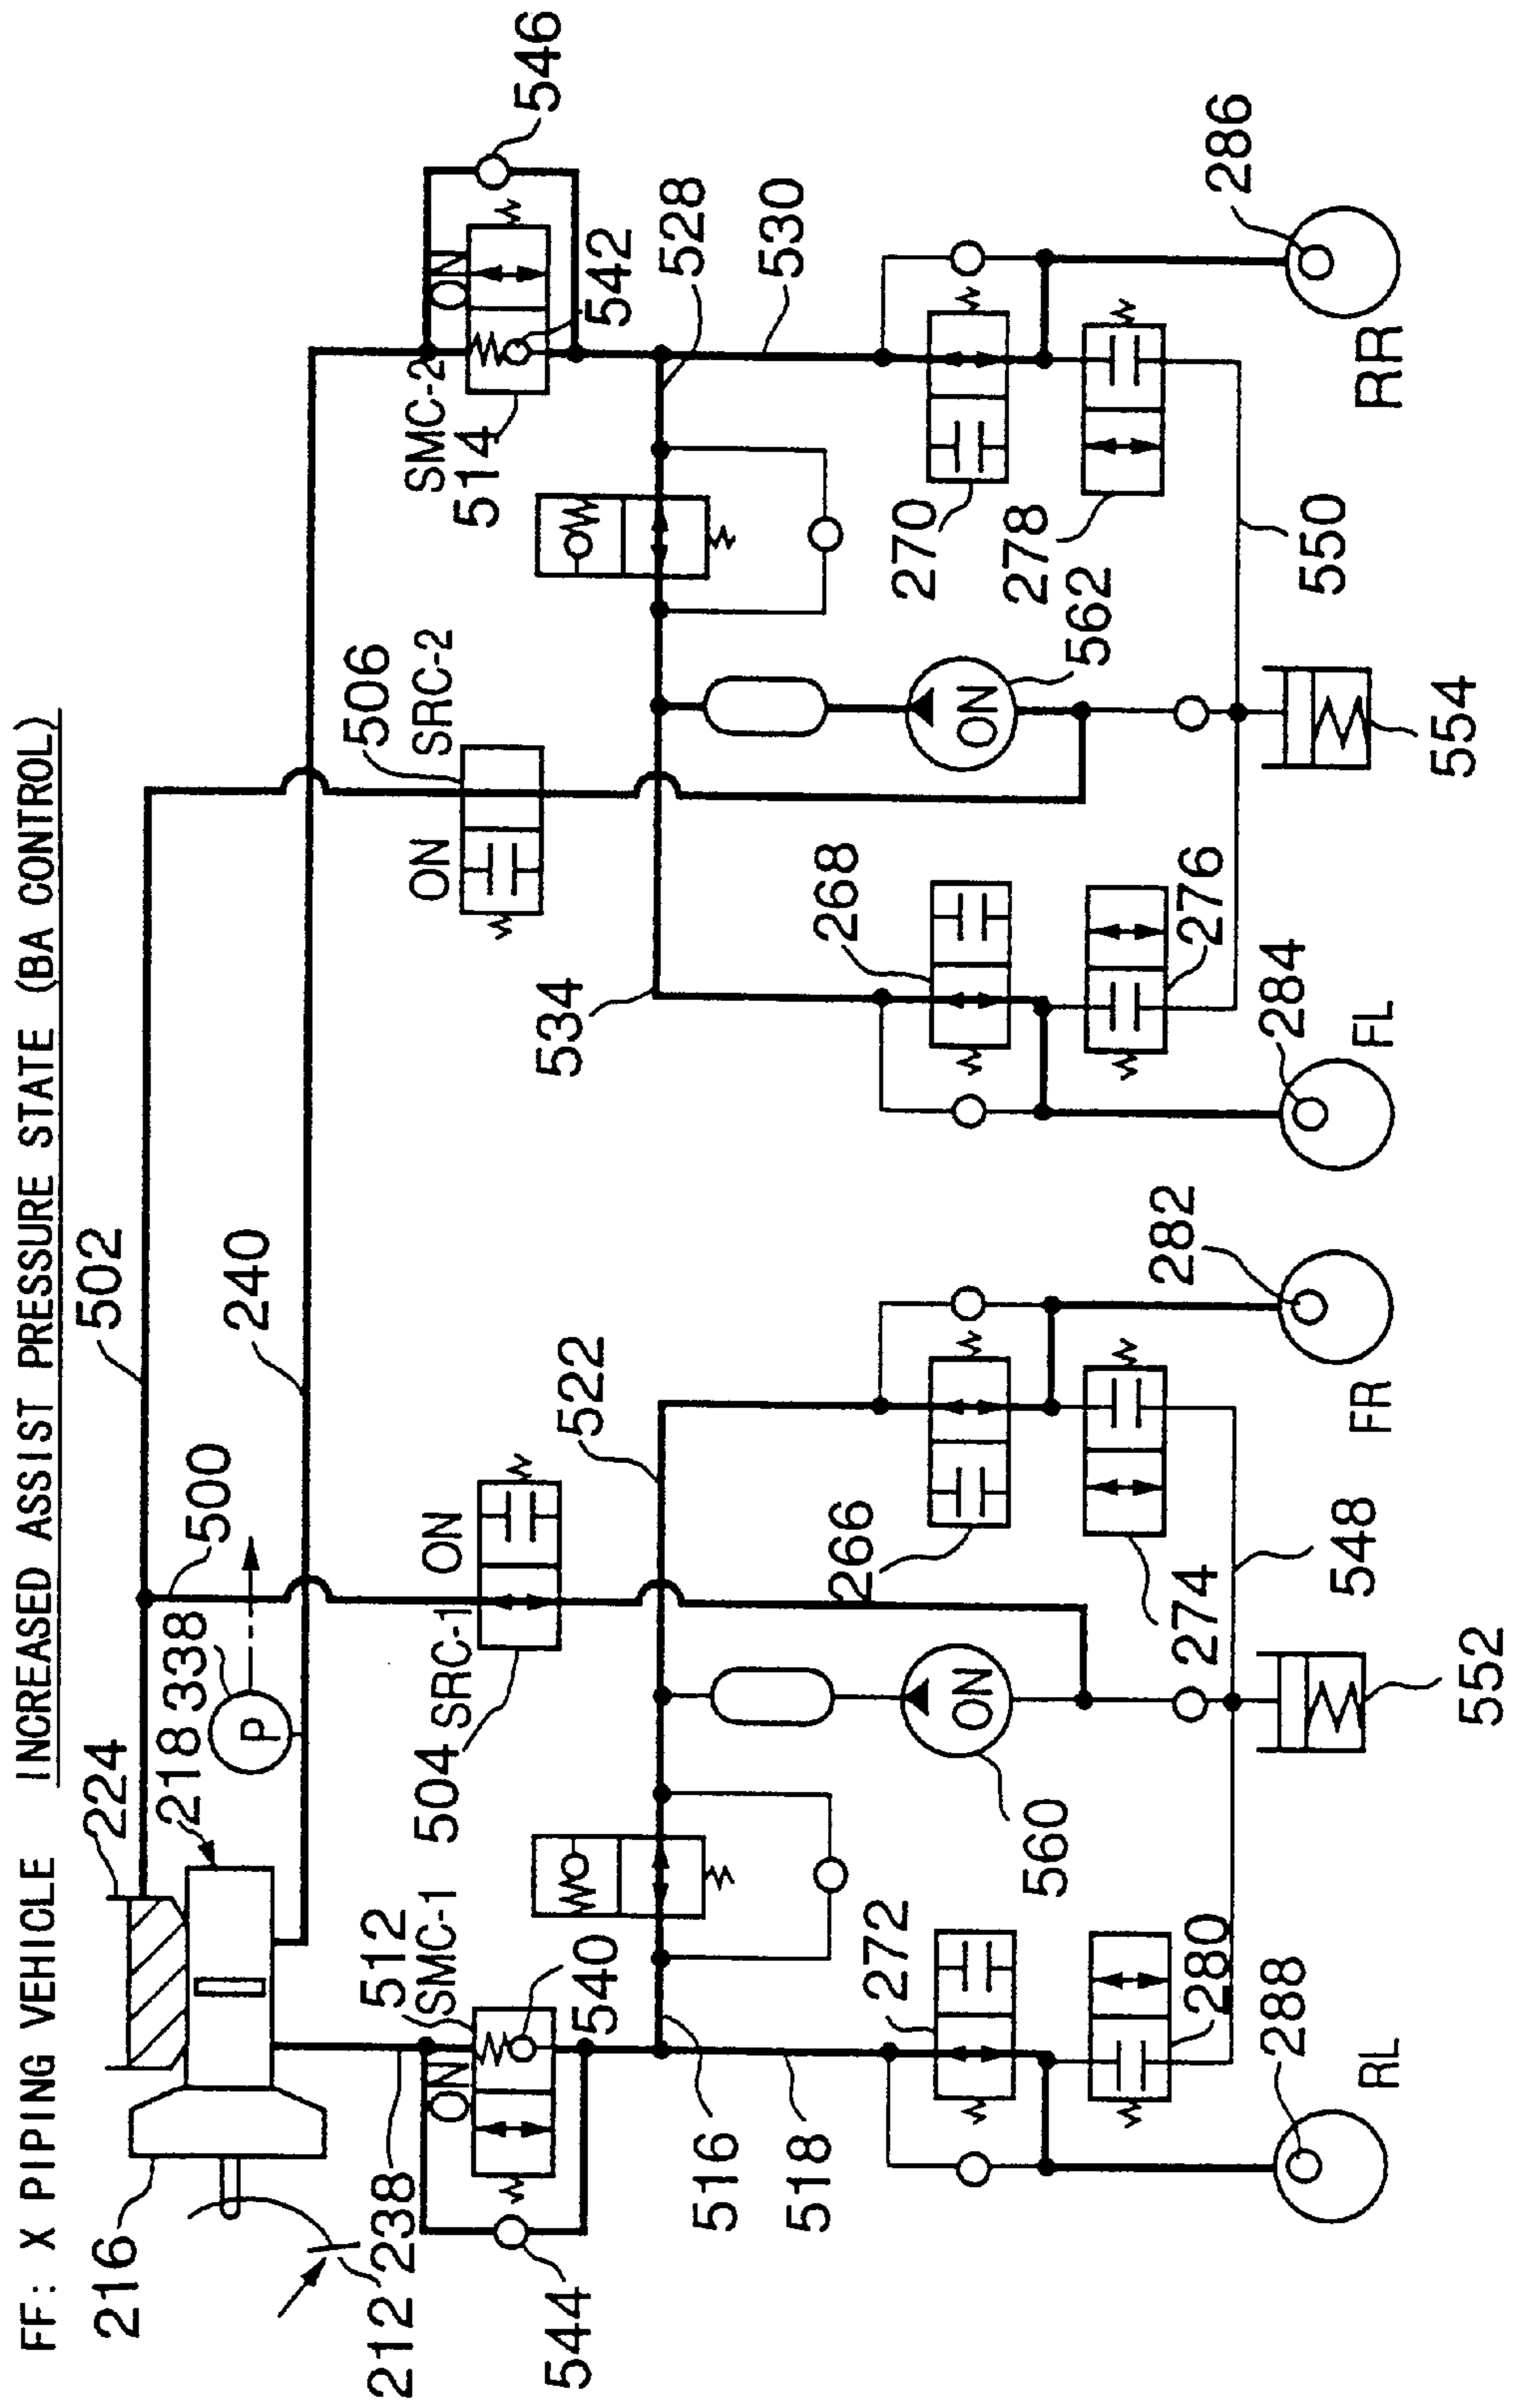 FF: X PIPING VEHICLE INCREASED ASSIST PRESSURE STATE (BA CONTROL)
216
224
218
338
P
500
502
240
212
238
544
ON
512
SMC-1
540
504
SRC-1
ON
522
534
ON
506
SRC-2
SMC-2
514
ON
546
542
528
530
516
518
272
280
288
RL
560
ON
552
266
274
548
282
FR
268
276
284
FL
562
ON
554
270
278
550
286
RR